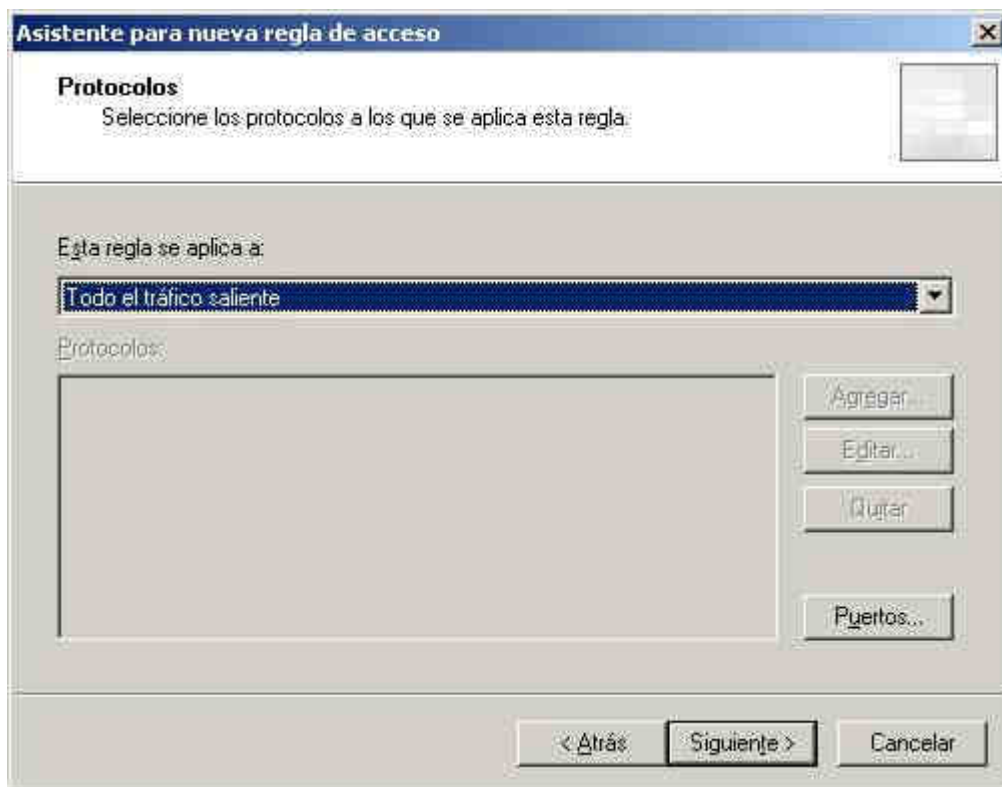 Asistente para nueva regla de acceso
Protocolos
Seleccione los protocolos a los que se aplica esta regla.
Esta regla se aplica a:
Todo el tráfico saliente
Protocolos:
Agregar...
Editar...
Quitar
Puertos...
< Atrás
Siguiente >
Cancelar